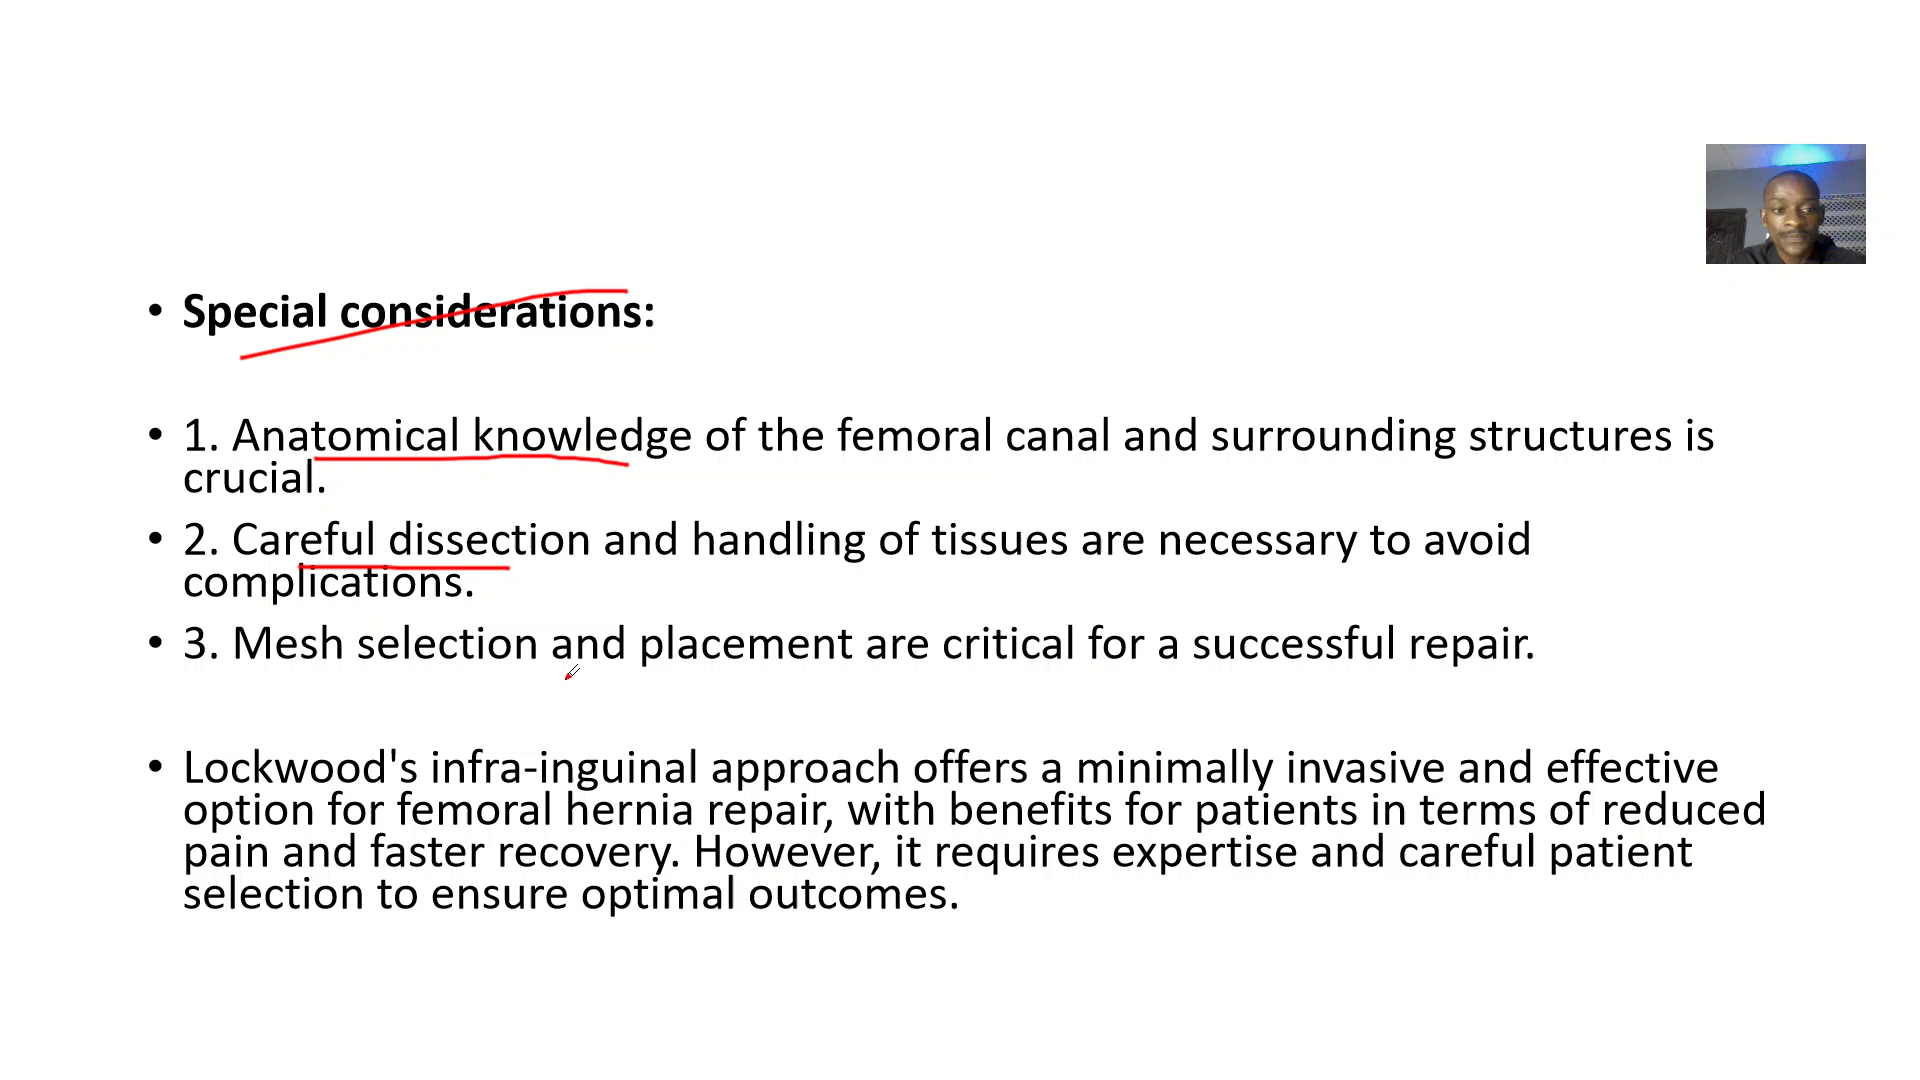 • Special considerations:
• 1. Anatomical knowledge of the femoral canal and surrounding structures is
crucial.
• 2. Careful dissection and handling of tissues are necessary to avoid
complications.
• 3. Mesh selection and placement are critical for a successful repair.
• Lockwood's infra-inguinal approach offers a minimally invasive and effective
option for femoral hernia repair, with benefits for patients in terms of reduced
pain and faster recovery. However, it requires expertise and careful patient
selection to ensure optimal outcomes.